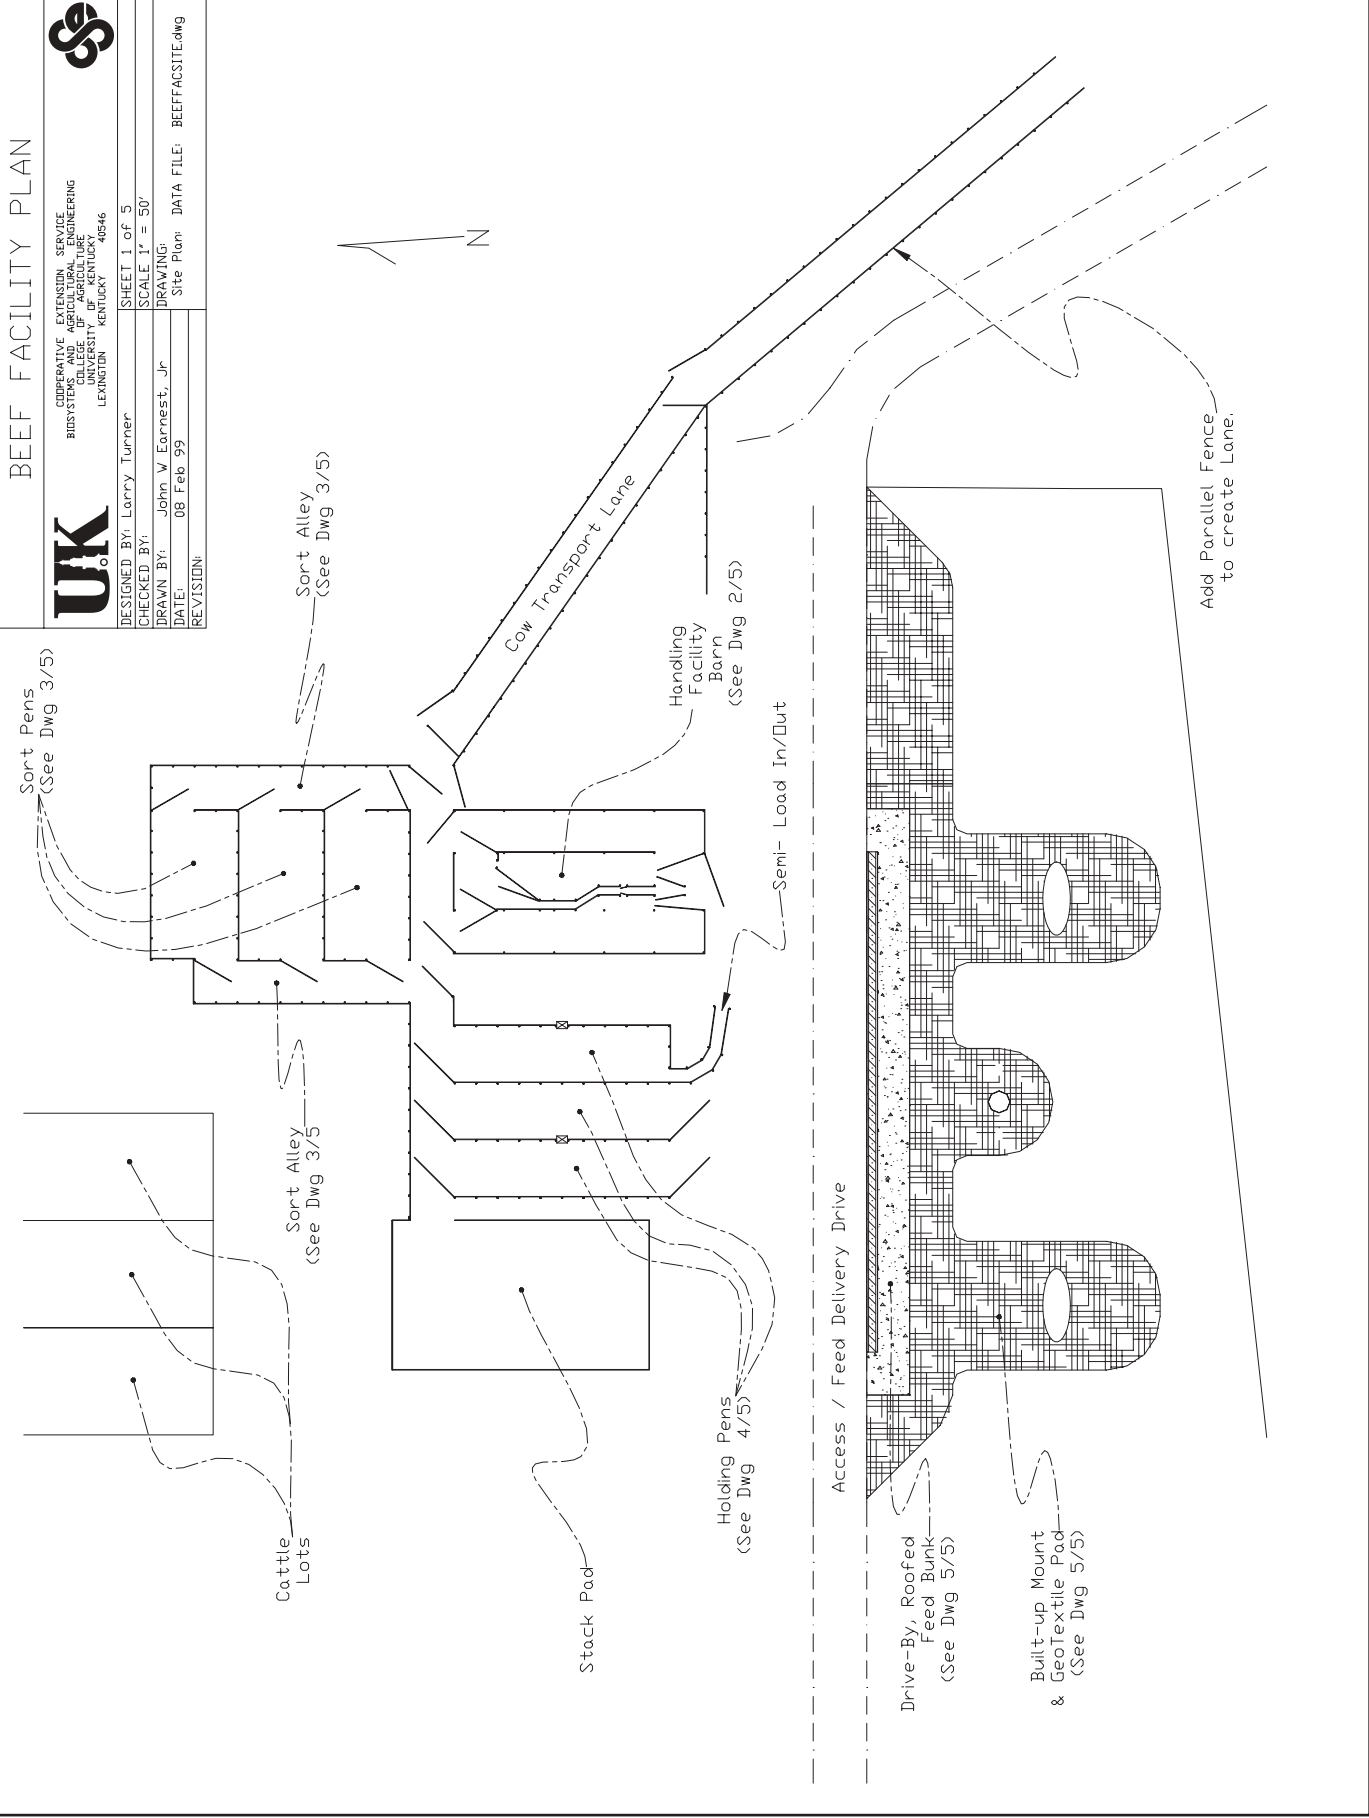 BEEF FACILITY PLAN
UK
COOPERATIVE EXTENSION SERVICE
BIOSYSTEMS AND AGRICULTURAL ENGINEERING
COLLEGE OF AGRICULTURE
UNIVERSITY OF KENTUCKY
LEXINGTON KENTUCKY 40546
DESIGNED BY: Larry Turner
SHEET 1 of 5
CHECKED BY:
SCALE 1" = 50'
DRAWN BY: John W Earnest, Jr
DRAWING:
DATE: 08 Feb 99
Site Plan: DATA FILE: BEEFFACSITE.dwg
REVISION:
Sort Pens
(See Dwg 3/5)
Sort Alley
(See Dwg 3/5)
N
Cow Transport Lane
Handling
Facility
Barn
(See Dwg 2/5)
Semi- Load In/Out
Sort Alley
(See Dwg 3/5
Cattle
Lots
Stack Pad
Holding Pens
(See Dwg 4/5)
Access / Feed Delivery Drive
Drive-By, Roofed
Feed Bunk
(See Dwg 5/5)
Built-up Mount
& GeoTextile Pad
(See Dwg 5/5)
Add Parallel Fence
to create Lane.